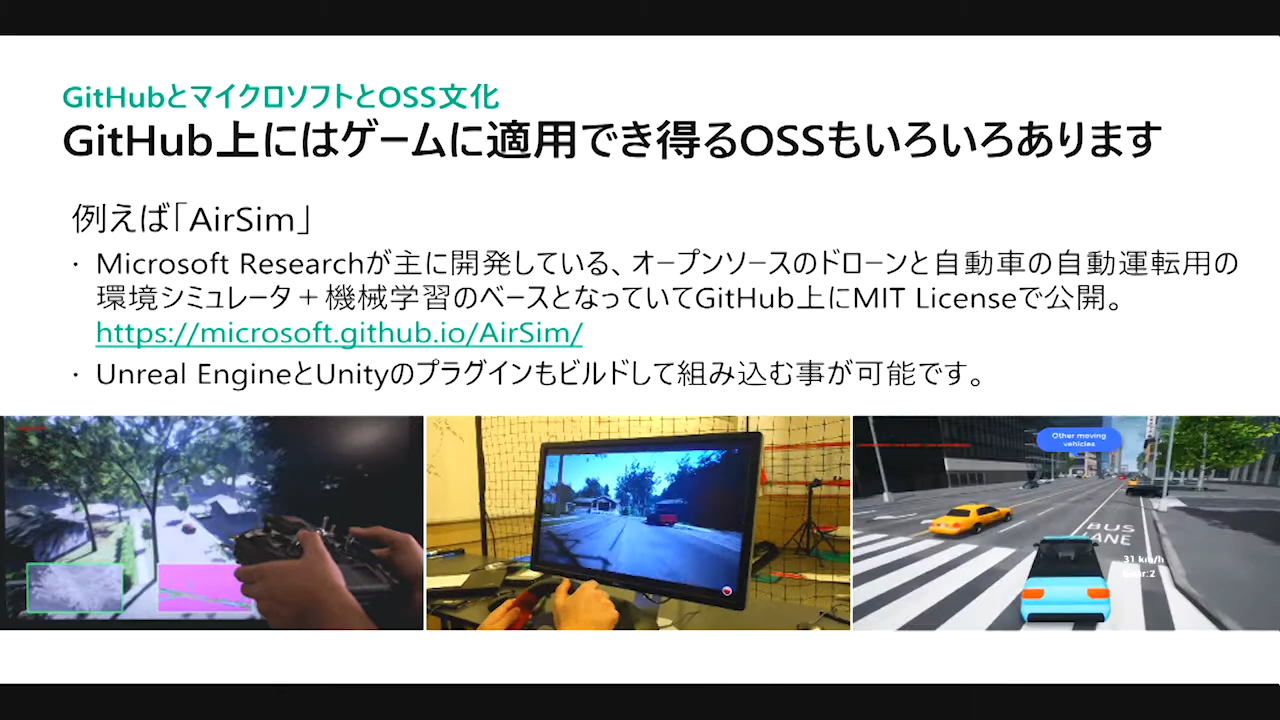 GitHubとマイクロソフトとOSS文化
GitHub上にはゲームに適用でき得るOSSもいろいろあります
例えば「AirSim」
・ Microsoft Researchが主に開発している、オープンソースのドローンと自動車の自動運転用の
環境シミュレータ＋機械学習のベースとなっていてGitHub上にMIT Licenseで公開。
https://microsoft.github.io/AirSim/
・ Unreal EngineとUnityのプラグインもビルドして組み込む事が可能です。
Other moving
vehicles
BUS
LANE
31 km/h
Gear:2